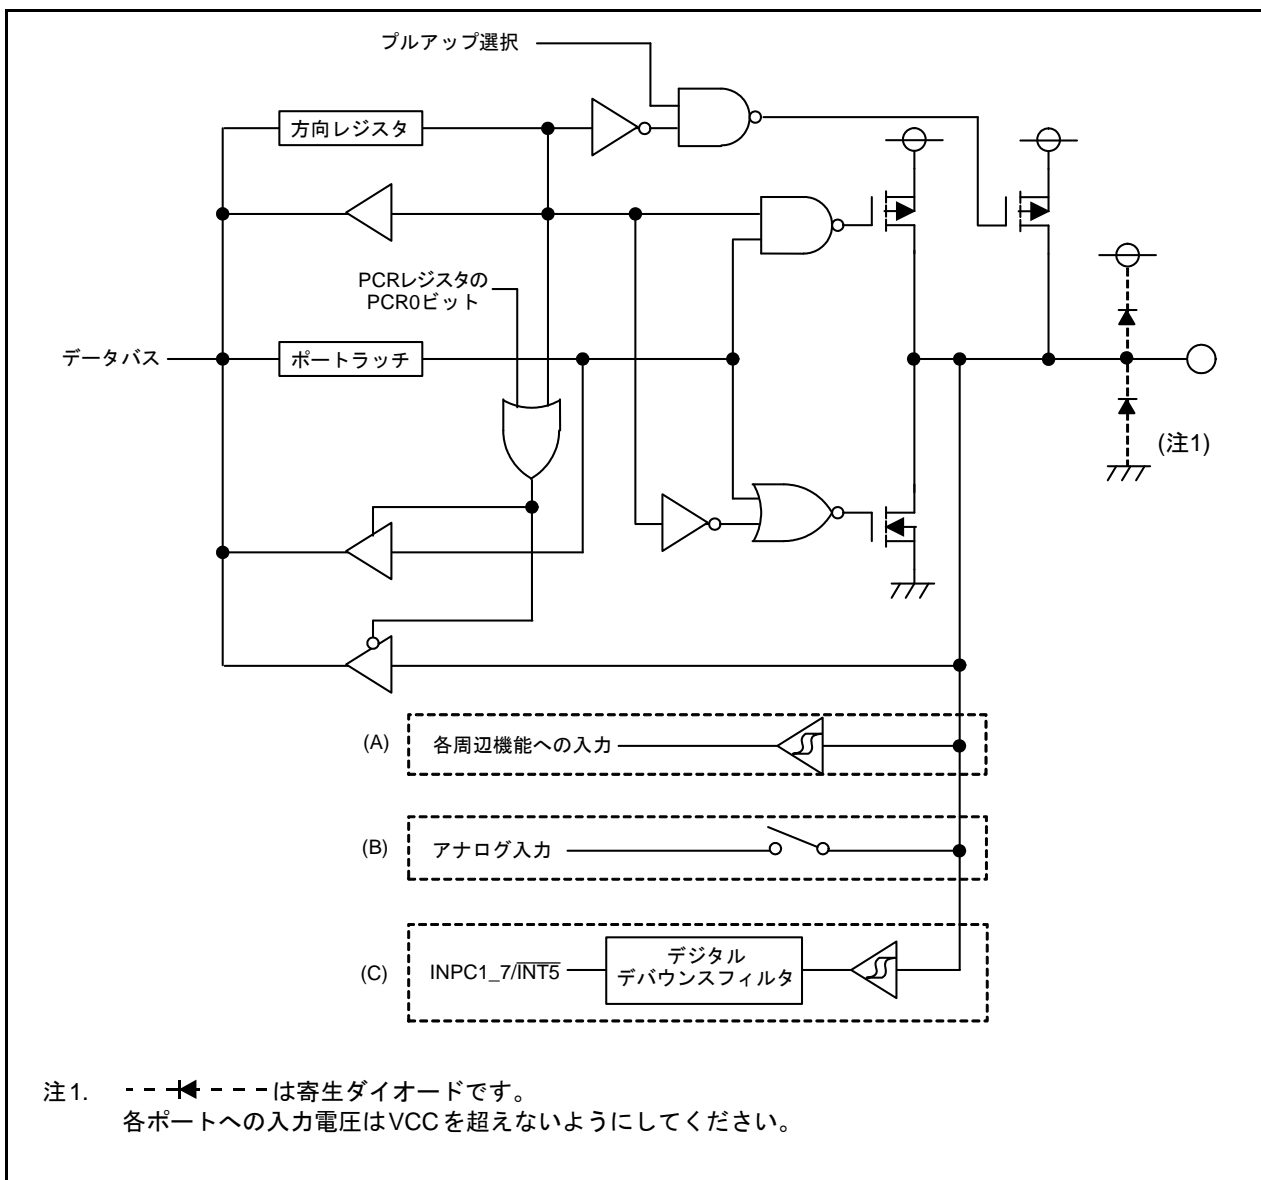 プルアップ選択
方向レジスタ
PCRレジスタの
PCR0ビット
データバス
ポートラッチ
(注1)
(A)
各周辺機能への入力
(B)
アナログ入力
(C)
INPC1_7/INT5
デジタル
デバウンスフィルタ
注1. は寄生ダイオードです。
各ポートへの入力電圧はVCCを超えないようにしてください。